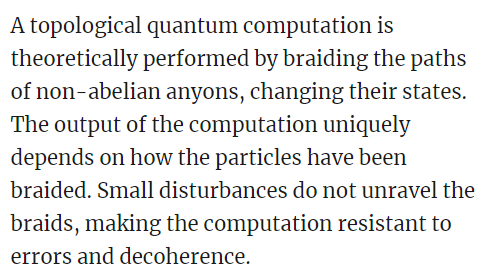 A topological quantum computation is
theoretically performed by braiding the paths
of non-abelian anyons, changing their states.
The output of the computation uniquely
depends on how the particles have been
braided. Small disturbances do not unravel the
braids, making the computation resistant to
errors and decoherence.